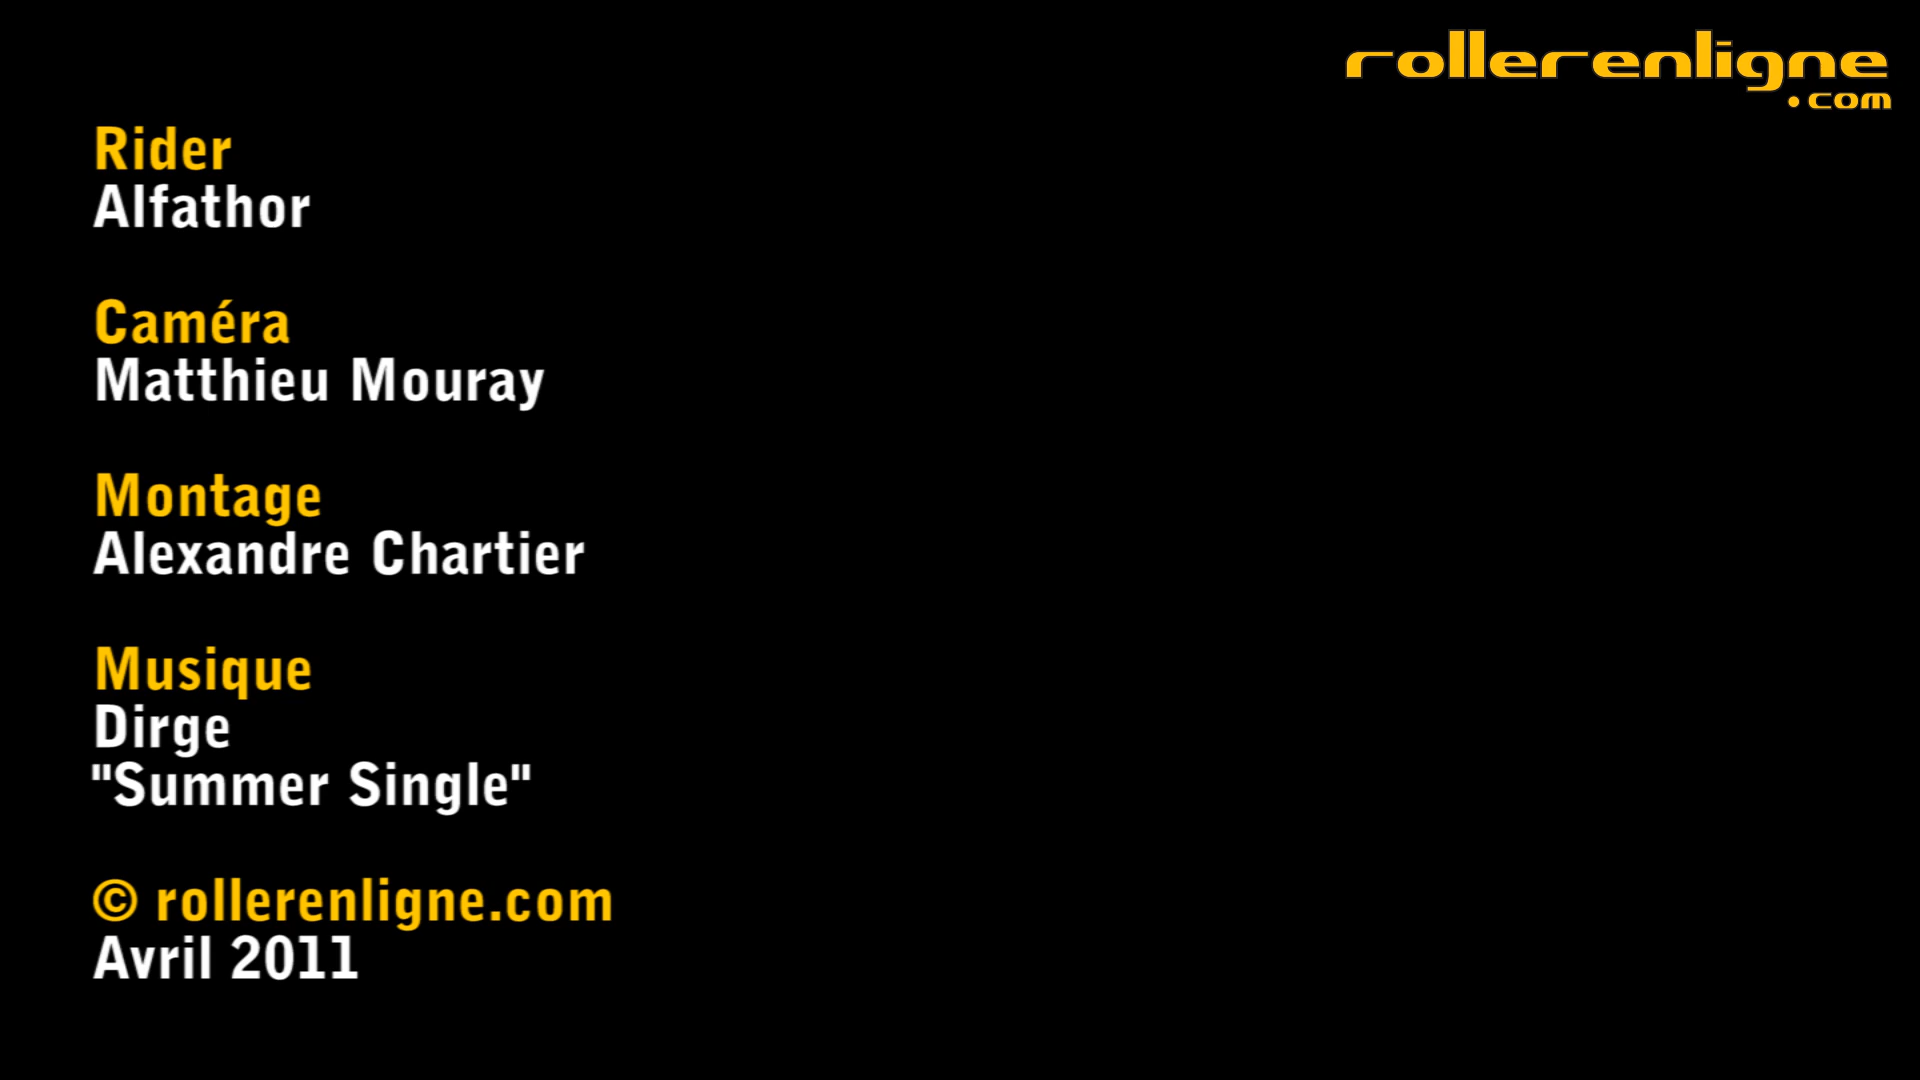 rollerenligne
.com
Rider
Alfathor
Caméra
Matthieu Mouray
Montage
Alexandre Chartier
Musique
Dirge
"Summer Single"
© rollerenligne.com
Avril 2011